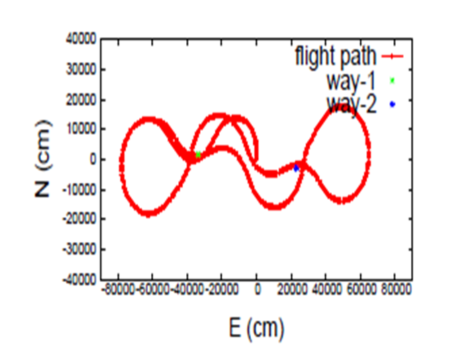 40000
30000
20000
10000
0
-10000
-20000
-30000
-40000
N (cm)
flight path
way-1
way-2
-80000 -60000 -40000 -20000 0 20000 40000 60000 80000
E (cm)